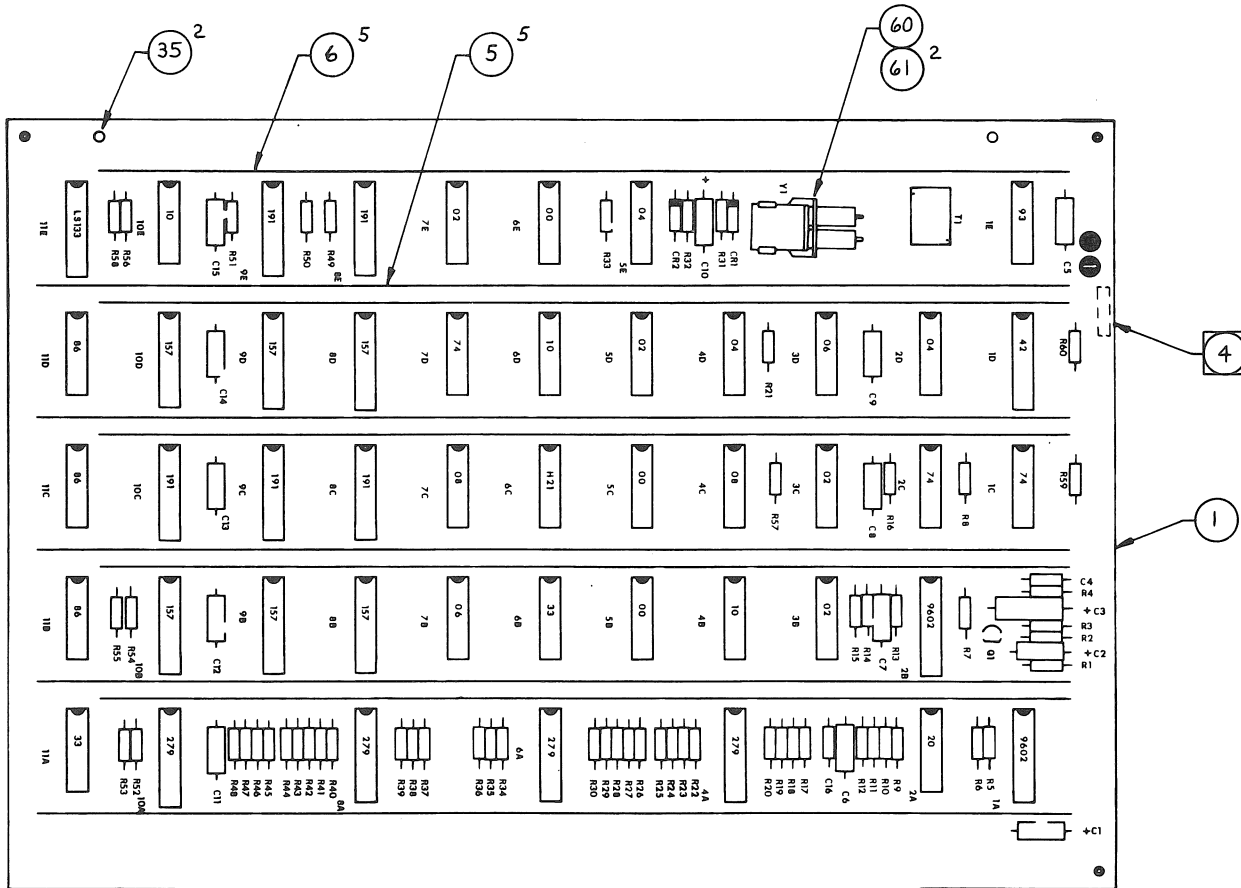 35 2
6 5
5 5
60
61 2
11E
LS133
R58
R56
10E
10
C15
R51
9E
191
R50
R49
8E
191
7E
02
6E
00
R33
5E
04
CR2
R32
+
C10
R31
CR1
Y1
T1
1E
93
C5
11D
86
10D
157
9D
C14
157
8D
157
7D
74
6D
10
5D
02
4D
04
R21
3D
06
C9
2D
04
1D
42
R60
4
11C
86
10C
191
9C
C13
191
8C
191
7C
08
6C
H21
5C
00
4C
08
R57
3C
02
C8
R16
2C
74
R8
1C
74
R59
1
11B
86
R55
R54
10B
157
9B
C12
157
8B
157
7B
06
6B
33
5B
00
4B
10
3B
02
R15
R14
C7
R13
2B
9602
R7
Q1
C4
R4
+C3
R3
R2
+C2
R1
11A
33
R53
R52
10A
279
C11
R48
R47
R46
R45
R44
R43
R42
R41
R40
8A
279
R39
R38
R37
R36
R35
R34
6A
279
R30
R29
R28
R27
R26
R25
R24
R23
R22
4A
279
R20
R19
R18
R17
C16
C6
R12
R11
R10
R9
2A
20
R6
R5
1A
9602
+C1